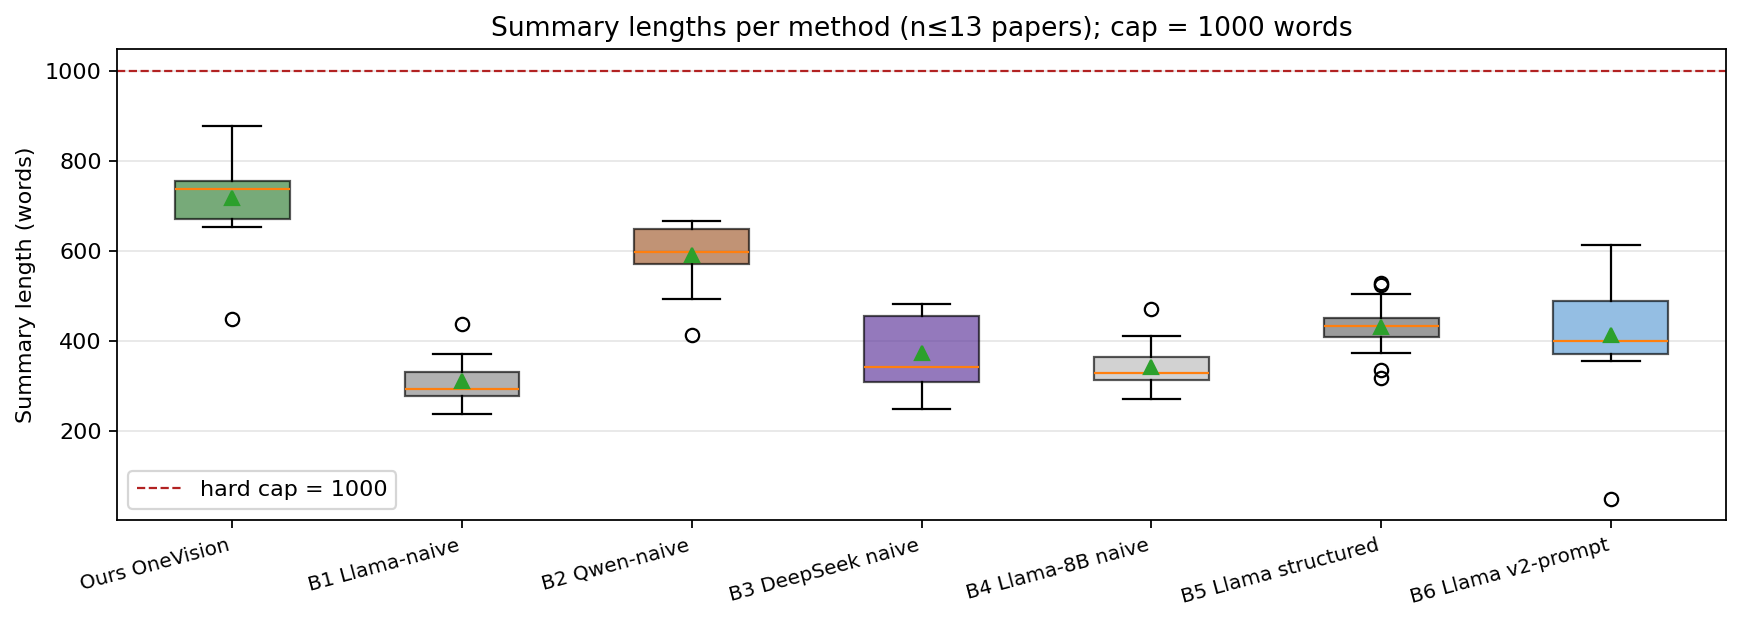 Summary lengths per method (n≤13 papers); cap = 1000 words
Summary length (words)
1000
800
600
400
200
hard cap = 1000
Ours OneVision
B1 Llama-naive
B2 Qwen-naive
B3 DeepSeek naive
B4 Llama-8B naive
B5 Llama structured
B6 Llama v2-prompt